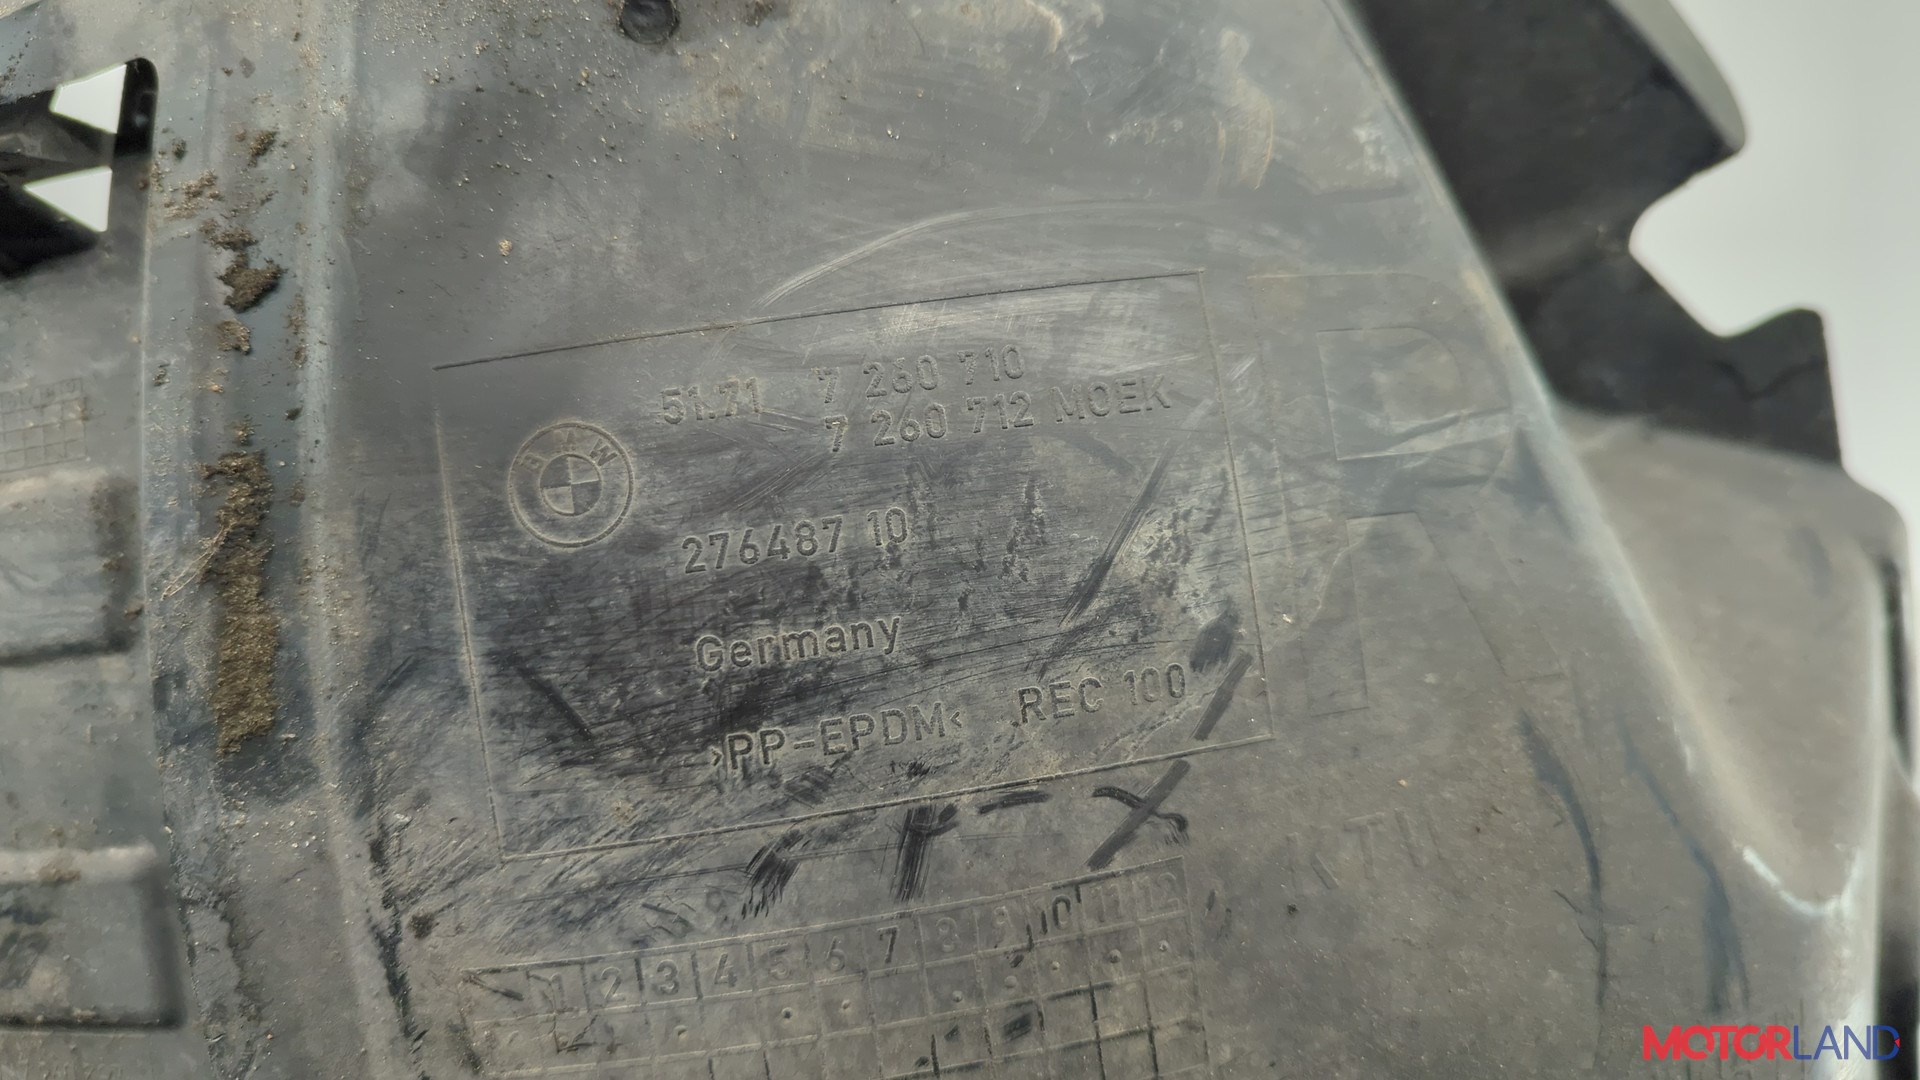 51.71 7 260 710
7 260 712 MOEK
BMW
276487 10
Germany
>PP-EPDM< REC 100
R
1 2 3 4 5 6 7 8 9 10 11 12
MOTORLAND